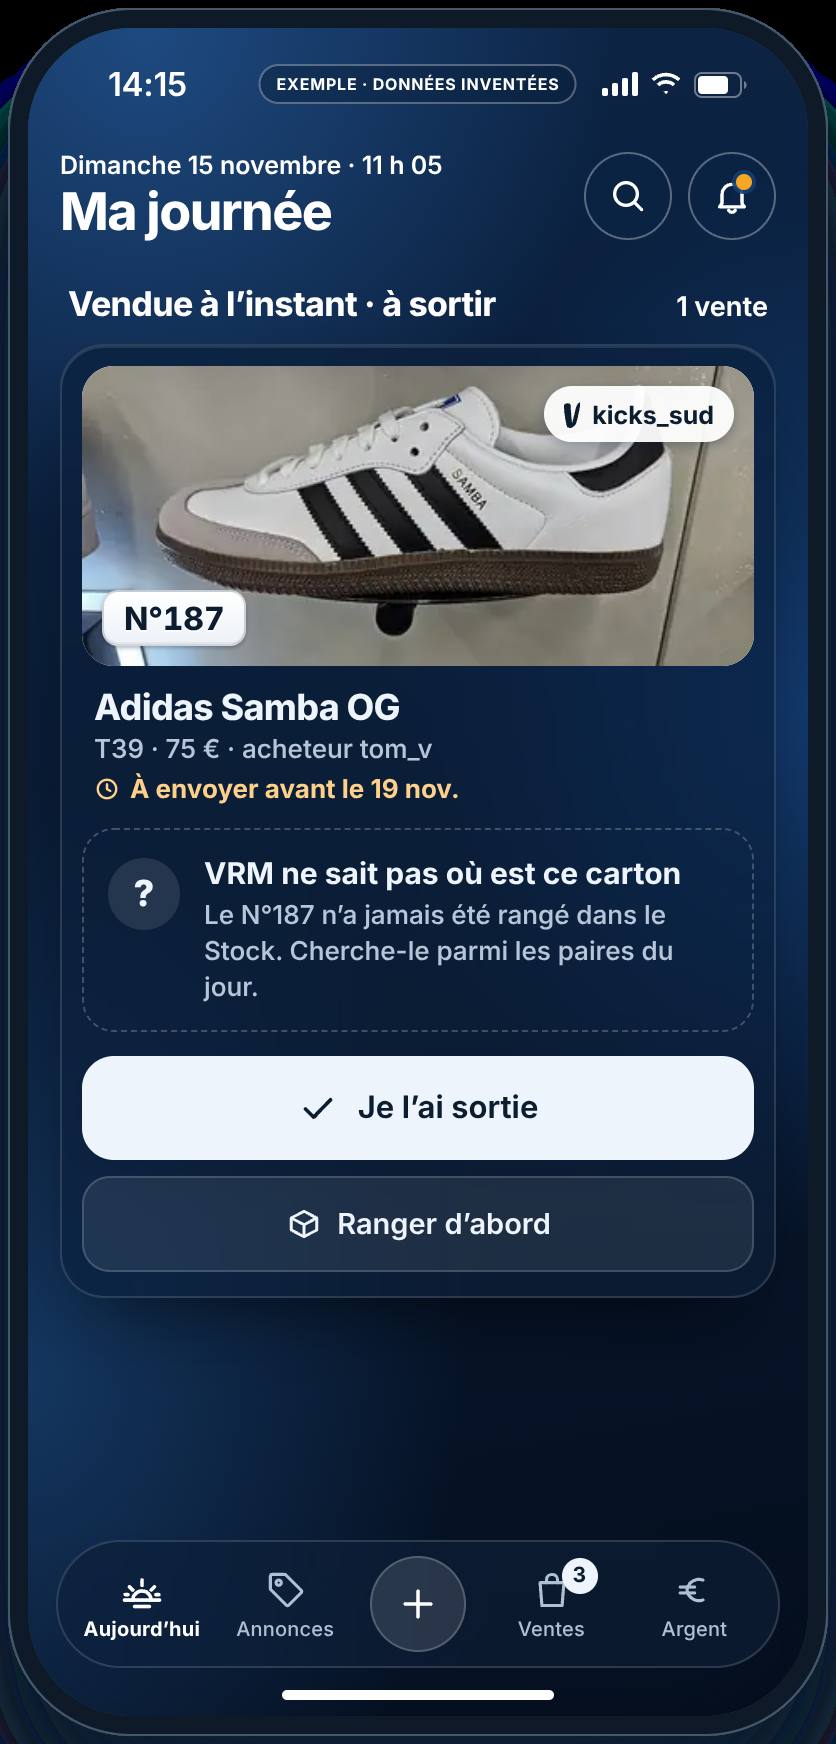 14:15
EXEMPLE · DONNÉES INVENTÉES
Dimanche 15 novembre · 11 h 05
Ma journée
Vendue à l’instant · à sortir
1 vente
kicks_sud
SAMBA
N°187
Adidas Samba OG
T39 · 75 € · acheteur tom_v
À envoyer avant le 19 nov.
?
VRM ne sait pas où est ce carton
Le N°187 n’a jamais été rangé dans le
Stock. Cherche-le parmi les paires du
jour.
Je l’ai sortie
Ranger d’abord
3
Aujourd’hui
Annonces
Ventes
Argent